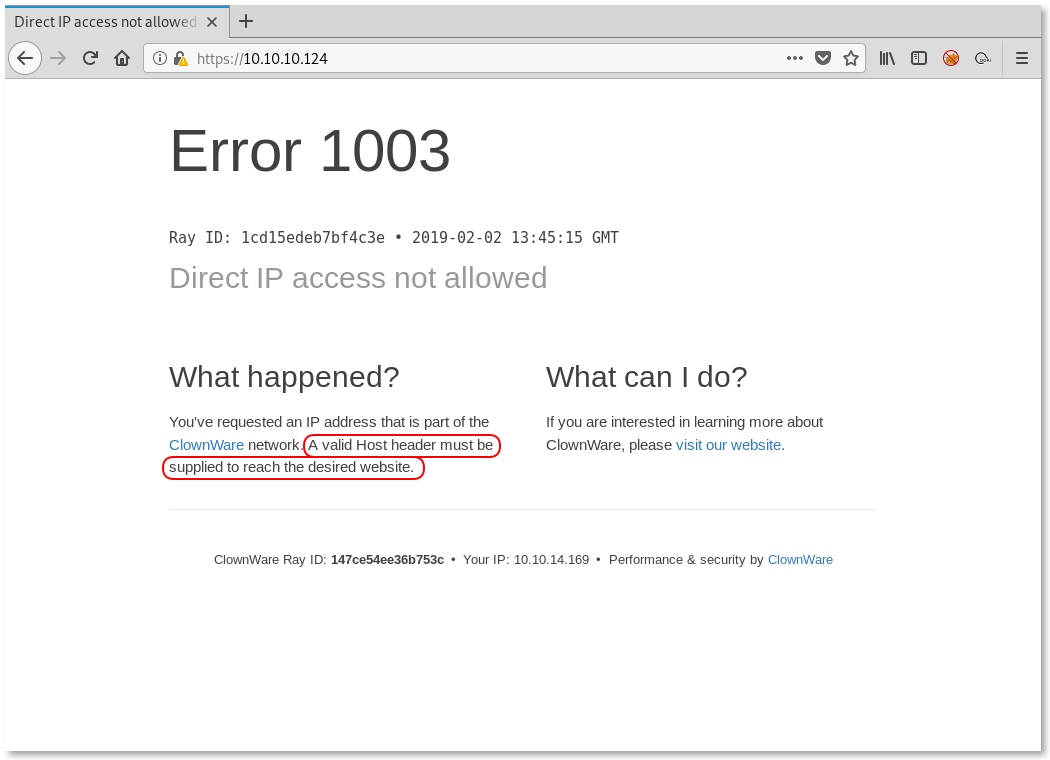 Direct IP access not allowed
https://10.10.10.124
Error 1003
Ray ID: 1cd15edeb7bf4c3e • 2019-02-02 13:45:15 GMT
Direct IP access not allowed
What happened?
You've requested an IP address that is part of the
ClownWare network. A valid Host header must be
supplied to reach the desired website.
What can I do?
If you are interested in learning more about
ClownWare, please visit our website.
ClownWare Ray ID: 147ce54ee36b753c • Your IP: 10.10.14.169 • Performance & security by ClownWare